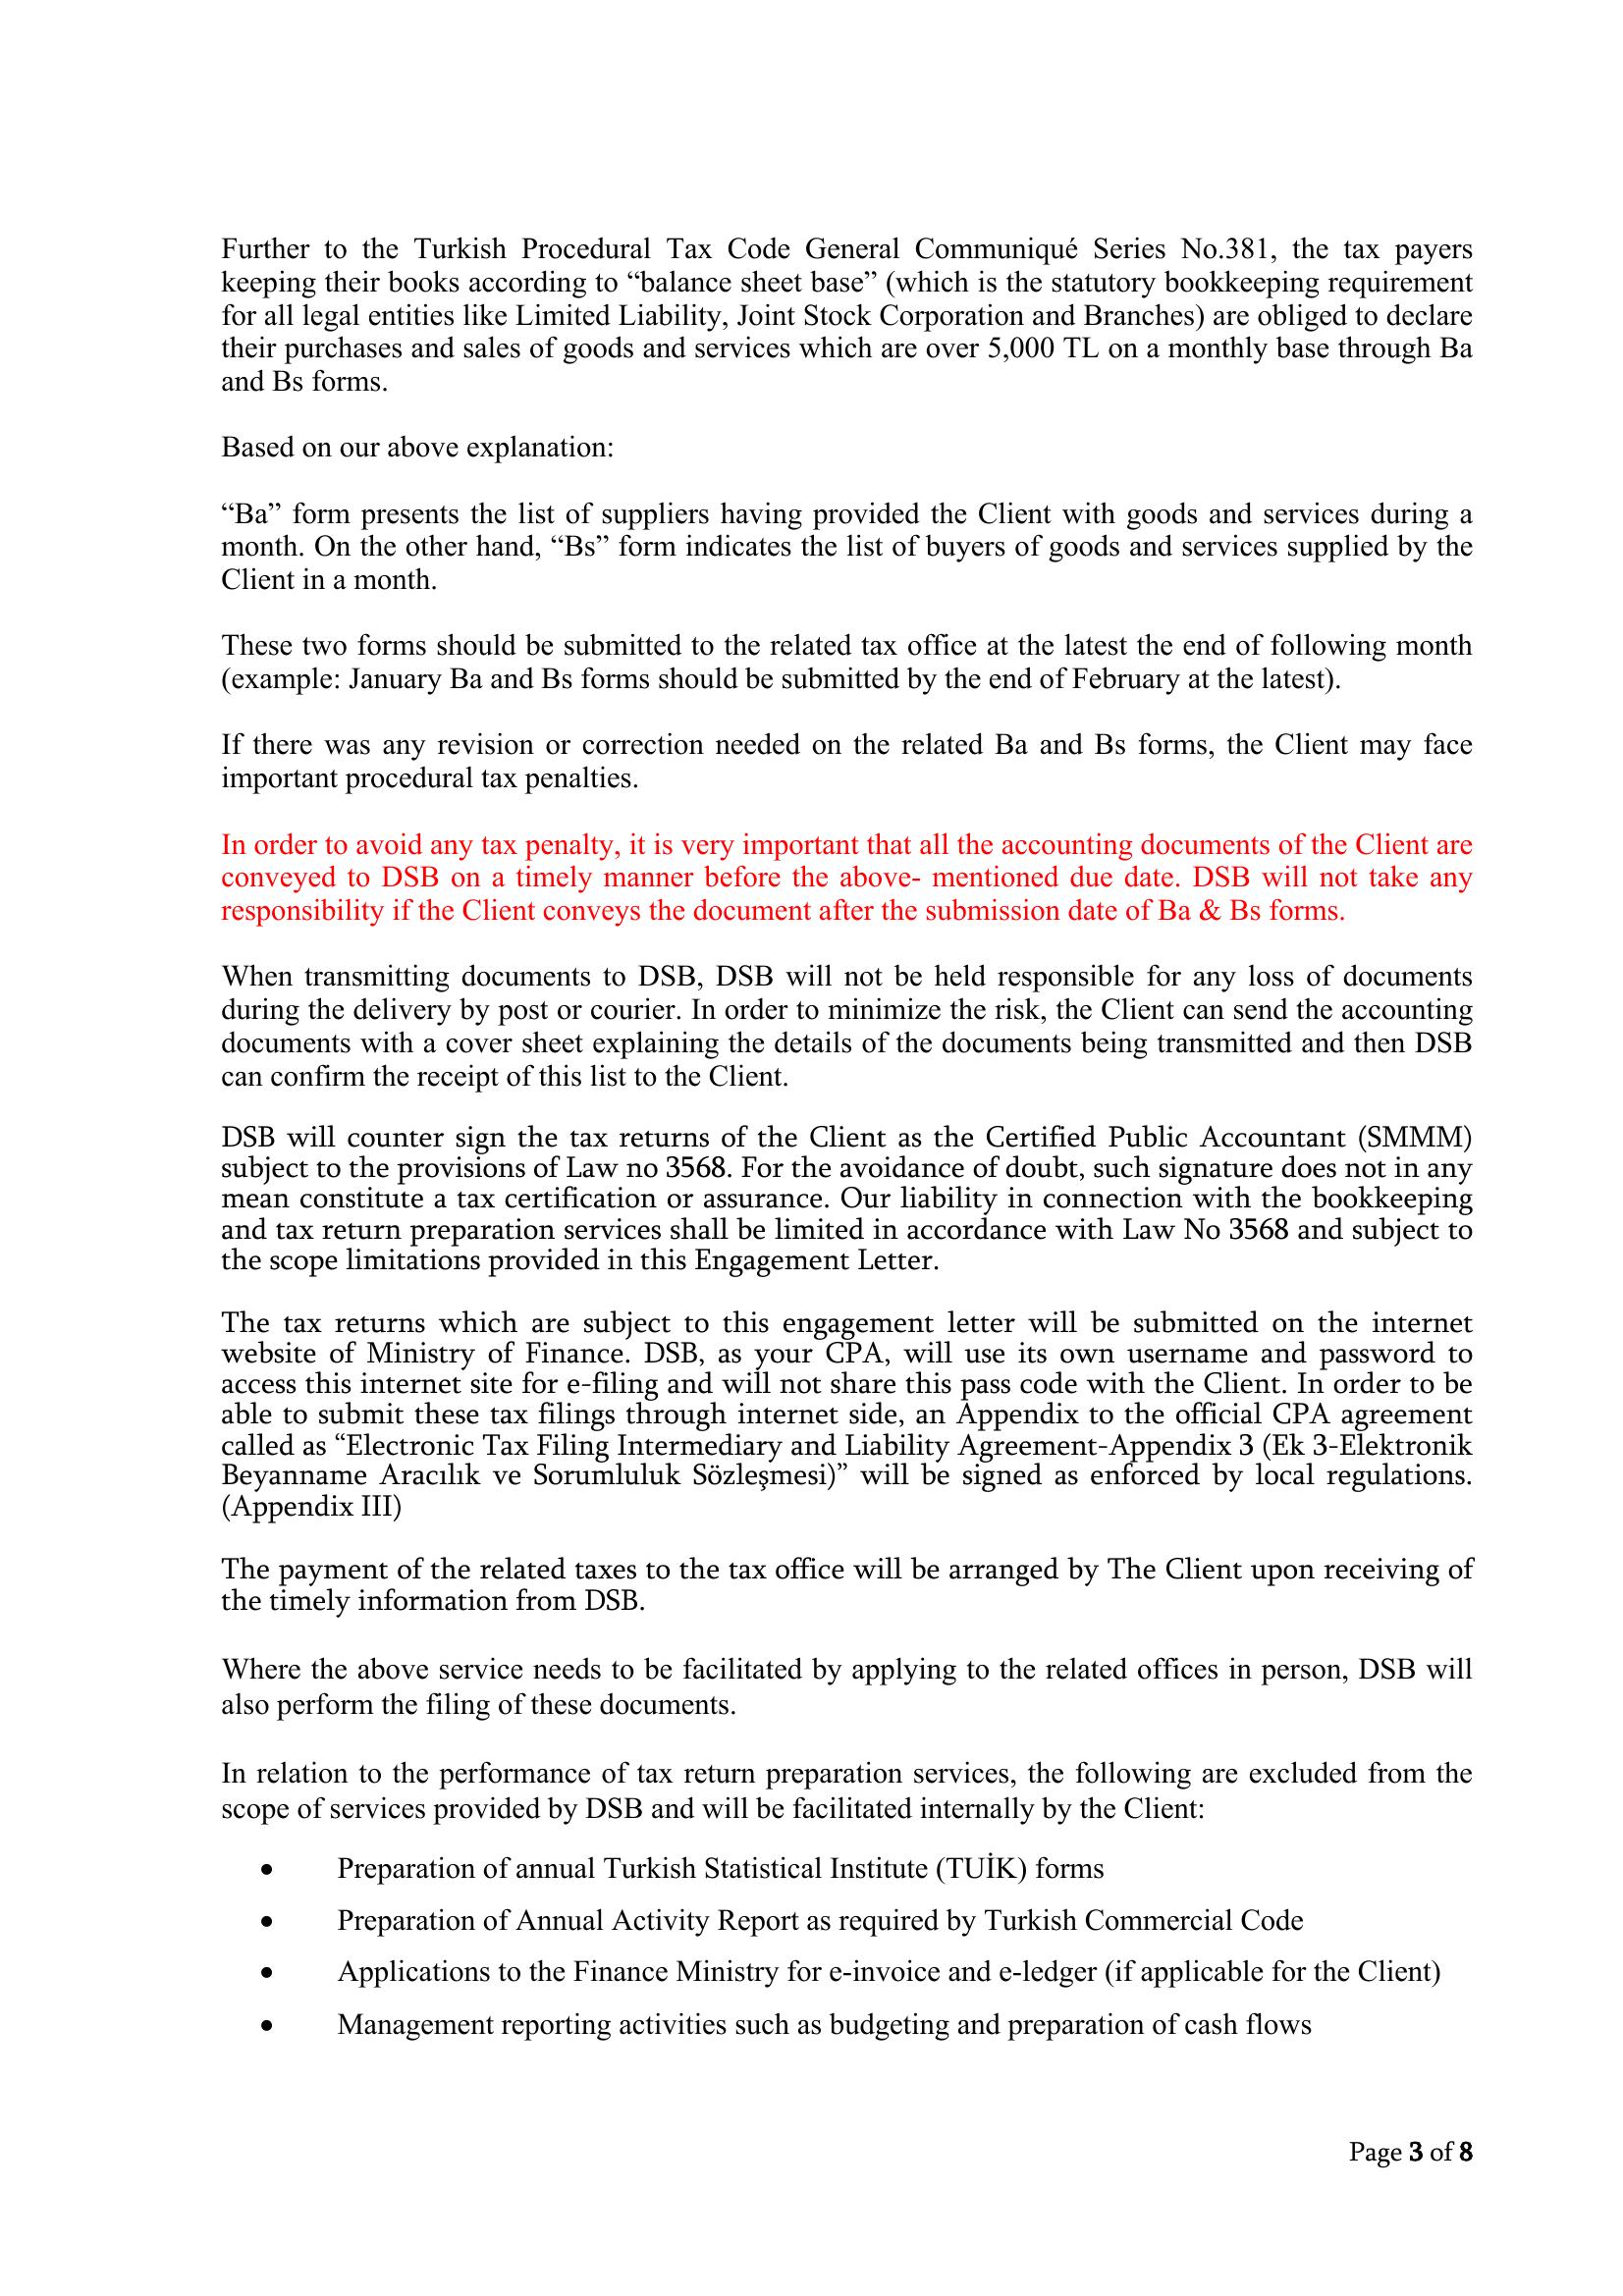 Further to the Turkish Procedural Tax Code General Communiqué Series No.381, the tax payers
keeping their books according to “balance sheet base” (which is the statutory bookkeeping requirement
for all legal entities like Limited Liability, Joint Stock Corporation and Branches) are obliged to declare
their purchases and sales of goods and services which are over 5,000 TL on a monthly base through Ba
and Bs forms.
Based on our above explanation:
“Ba” form presents the list of suppliers having provided the Client with goods and services during a
month. On the other hand, “Bs” form indicates the list of buyers of goods and services supplied by the
Client in a month.
These two forms should be submitted to the related tax office at the latest the end of following month
(example: January Ba and Bs forms should be submitted by the end of February at the latest).
If there was any revision or correction needed on the related Ba and Bs forms, the Client may face
important procedural tax penalties.
In order to avoid any tax penalty, it is very important that all the accounting documents of the Client are
conveyed to DSB on a timely manner before the above- mentioned due date. DSB will not take any
responsibility if the Client conveys the document after the submission date of Ba & Bs forms.
When transmitting documents to DSB, DSB will not be held responsible for any loss of documents
during the delivery by post or courier. In order to minimize the risk, the Client can send the accounting
documents with a cover sheet explaining the details of the documents being transmitted and then DSB
can confirm the receipt of this list to the Client.
DSB will counter sign the tax returns of the Client as the Certified Public Accountant (SMMM)
subject to the provisions of Law no 3568. For the avoidance of doubt, such signature does not in any
mean constitute a tax certification or assurance. Our liability in connection with the bookkeeping
and tax return preparation services shall be limited in accordance with Law No 3568 and subject to
the scope limitations provided in this Engagement Letter.
The tax returns which are subject to this engagement letter will be submitted on the internet
website of Ministry of Finance. DSB, as your CPA, will use its own username and password to
access this internet site for e-filing and will not share this pass code with the Client. In order to be
able to submit these tax filings through internet side, an Appendix to the official CPA agreement
called as “Electronic Tax Filing Intermediary and Liability Agreement-Appendix 3 (Ek 3-Elektronik
Beyanname Aracılık ve Sorumluluk Sözleşmesi)” will be signed as enforced by local regulations.
(Appendix III)
The payment of the related taxes to the tax office will be arranged by The Client upon receiving of
the timely information from DSB.
Where the above service needs to be facilitated by applying to the related offices in person, DSB will
also perform the filing of these documents.
In relation to the performance of tax return preparation services, the following are excluded from the
scope of services provided by DSB and will be facilitated internally by the Client:
• Preparation of annual Turkish Statistical Institute (TUİK) forms
• Preparation of Annual Activity Report as required by Turkish Commercial Code
• Applications to the Finance Ministry for e-invoice and e-ledger (if applicable for the Client)
• Management reporting activities such as budgeting and preparation of cash flows
Page 3 of 8